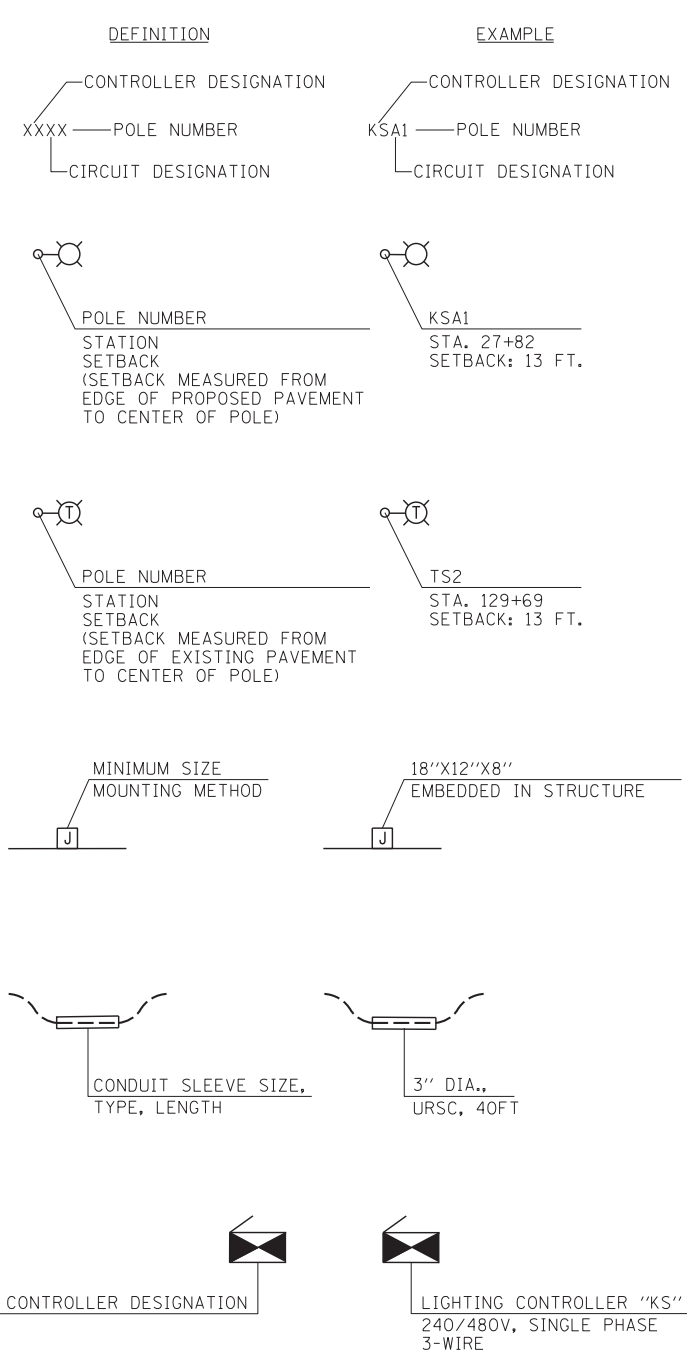 DEFINITION
EXAMPLE
CONTROLLER DESIGNATION
XXXX
POLE NUMBER
CIRCUIT DESIGNATION
CONTROLLER DESIGNATION
KSA1
POLE NUMBER
CIRCUIT DESIGNATION
POLE NUMBER
STATION
SETBACK
(SETBACK MEASURED FROM
EDGE OF PROPOSED PAVEMENT
TO CENTER OF POLE)
KSA1
STA. 27+82
SETBACK: 13 FT.
T
POLE NUMBER
STATION
SETBACK
(SETBACK MEASURED FROM
EDGE OF EXISTING PAVEMENT
TO CENTER OF POLE)
T
TS2
STA. 129+69
SETBACK: 13 FT.
MINIMUM SIZE
MOUNTING METHOD
J
18''X12''X8''
EMBEDDED IN STRUCTURE
J
CONDUIT SLEEVE SIZE,
TYPE, LENGTH
3'' DIA.,
URSC, 40FT
CONTROLLER DESIGNATION
LIGHTING CONTROLLER ''KS''
240/480V, SINGLE PHASE
3-WIRE